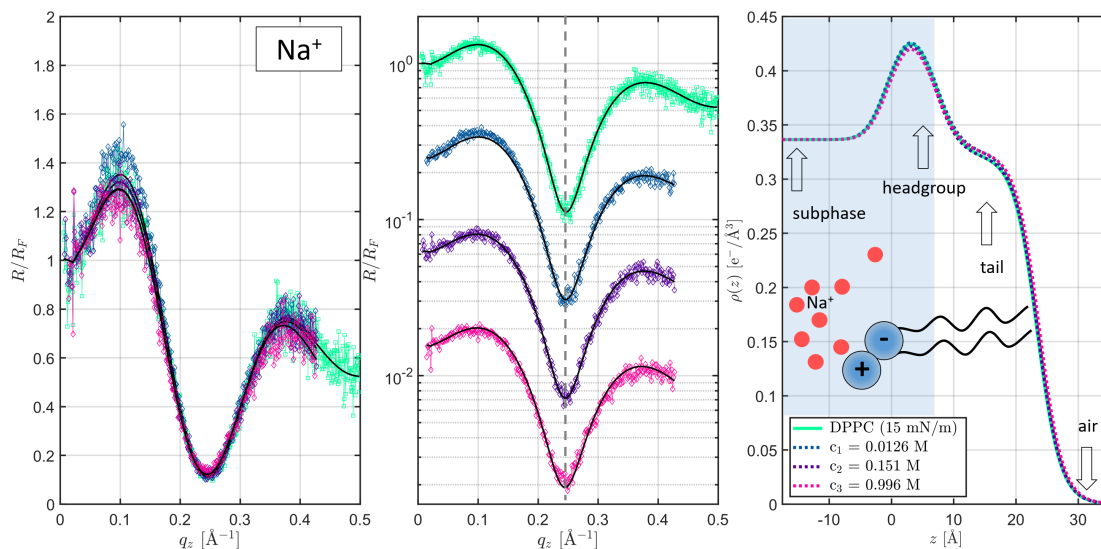 Na⁺
2
1.8
1.6
1.4
1.2
1
0.8
0.6
0.4
0.2
0
R/R_F
0
0.1
0.2
0.3
0.4
0.5
q_z [Å⁻¹]
10⁰
10⁻¹
10⁻²
R/R_F
0
0.1
0.2
0.3
0.4
0.5
q_z [Å⁻¹]
0.45
0.4
0.35
0.3
0.25
0.2
0.15
0.1
0.05
0
ρ(z) [e⁻/Å³]
headgroup
subphase
tail
Na⁺
-
+
air
DPPC (15 mN/m)
c₁ = 0.0126 M
c₂ = 0.151 M
c₃ = 0.996 M
-10
0
10
20
30
z [Å]